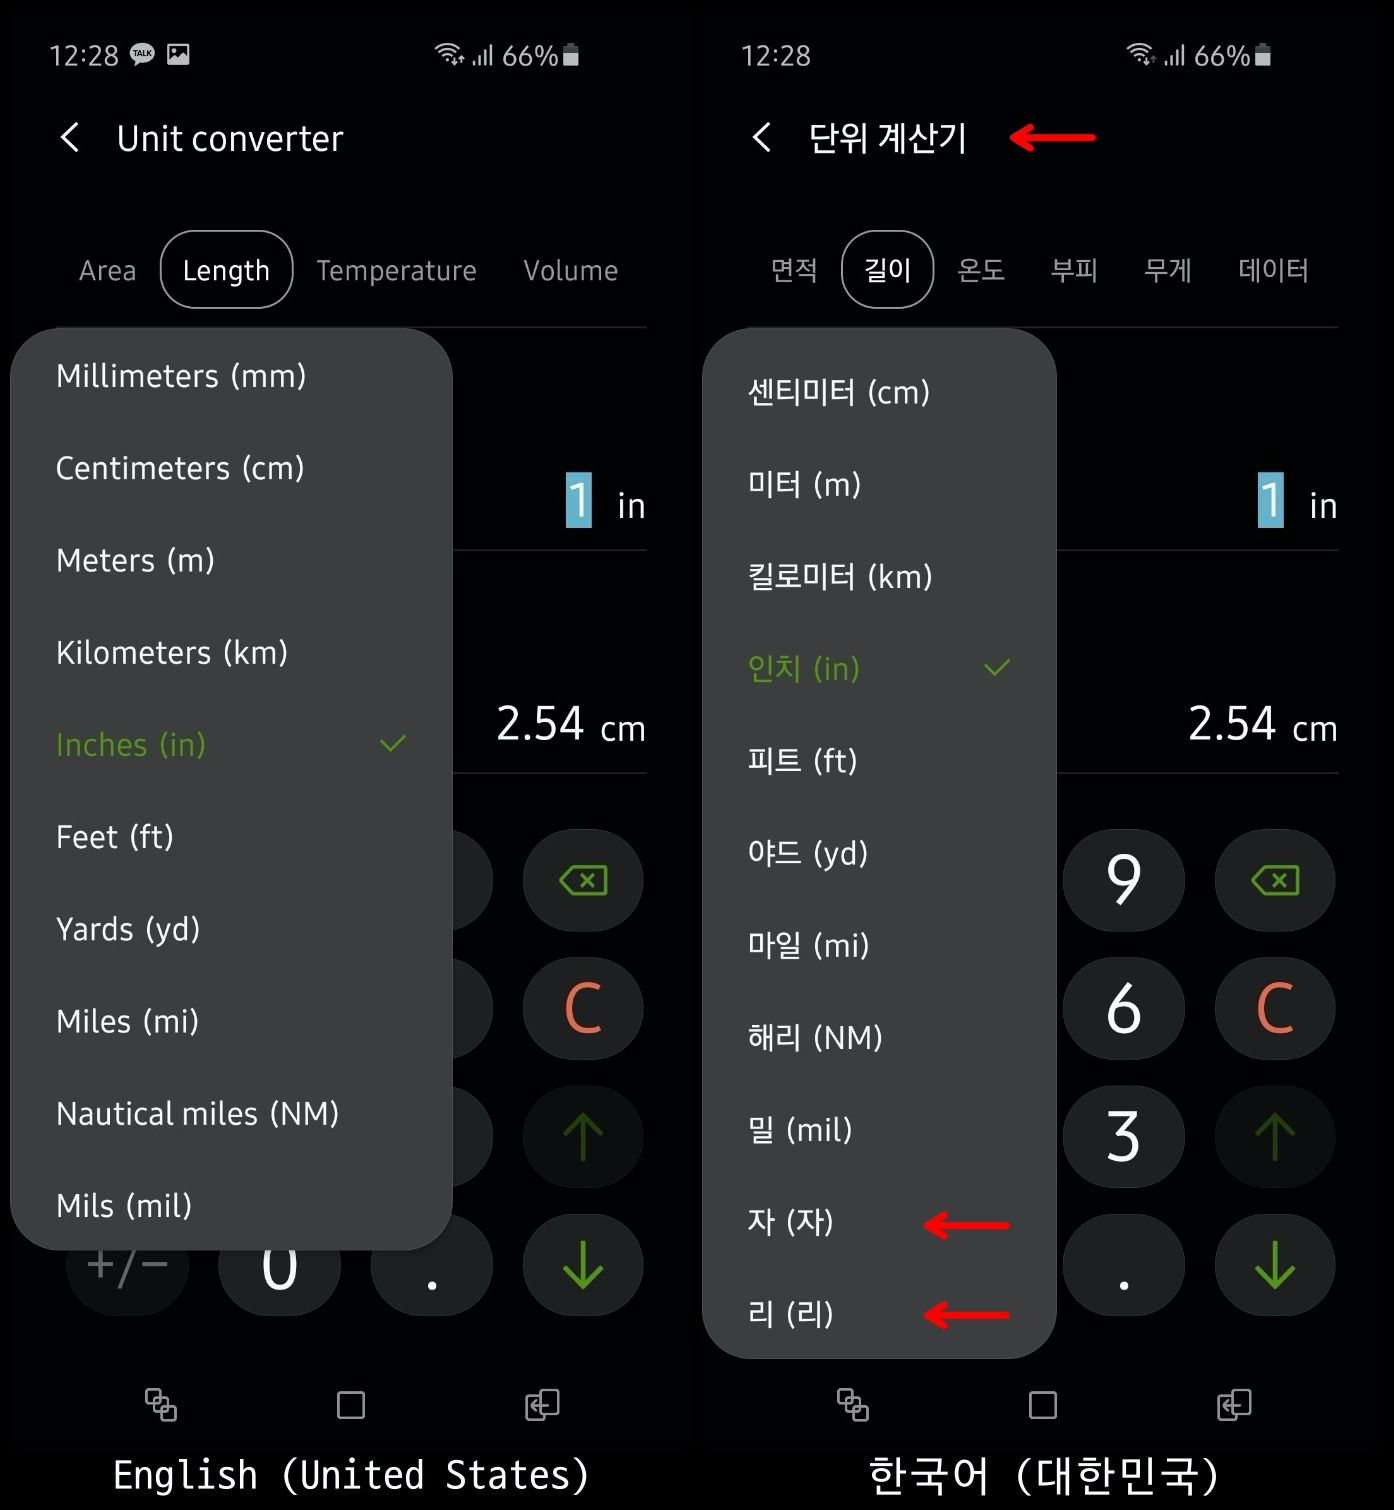 12:28 TALK 66%
Unit converter
Area Length Temperature Volume
Millimeters (mm)
Centimeters (cm)
Meters (m)
Kilometers (km)
Inches (in)
Feet (ft)
Yards (yd)
Miles (mi)
Nautical miles (NM)
Mils (mil)
1 in
2.54 cm
C
+/− 0 .
English (United States)
12:28 66%
단위 계산기
면적 길이 온도 부피 무게 데이터
센티미터 (cm)
미터 (m)
킬로미터 (km)
인치 (in)
피트 (ft)
야드 (yd)
마일 (mi)
해리 (NM)
밀 (mil)
자 (자)
리 (리)
1 in
2.54 cm
9
6 C
3
.
한국어 (대한민국)